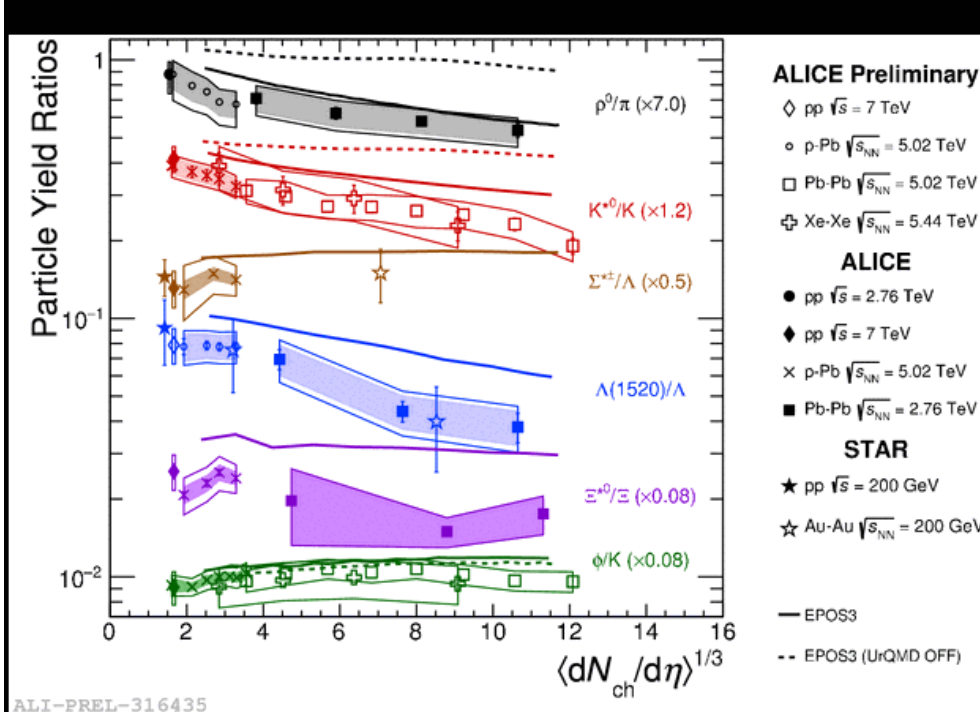 Particle Yield Ratios
1
10⁻¹
10⁻²
ρ⁰/π (×7.0)
K*⁰/K (×1.2)
Σ*±/Λ (×0.5)
Λ(1520)/Λ
Ξ*⁰/Ξ (×0.08)
ϕ/K (×0.08)
0 2 4 6 8 10 12 14 16
⟨dN_ch/dη⟩^1/3
ALICE Preliminary
pp √s = 7 TeV
p-Pb √s_NN = 5.02 TeV
Pb-Pb √s_NN = 5.02 TeV
Xe-Xe √s_NN = 5.44 TeV
ALICE
pp √s = 2.76 TeV
pp √s = 7 TeV
p-Pb √s_NN = 5.02 TeV
Pb-Pb √s_NN = 2.76 TeV
STAR
pp √s = 200 GeV
Au-Au √s_NN = 200 GeV
EPOS3
EPOS3 (UrQMD OFF)
ALI-PREL-316435